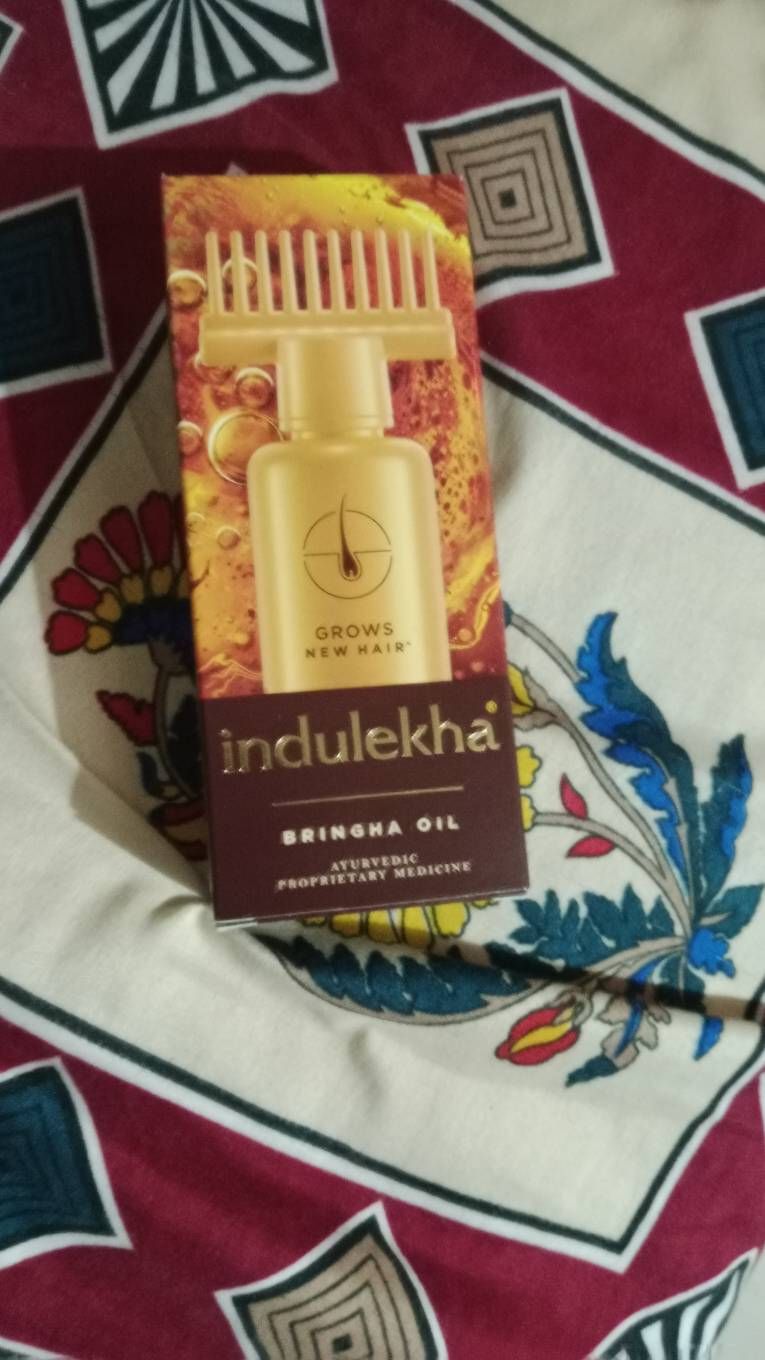 GROWS
NEW HAIR^
indulekha®
BRINGHA OIL
AYURVEDIC
PROPRIETARY MEDICINE